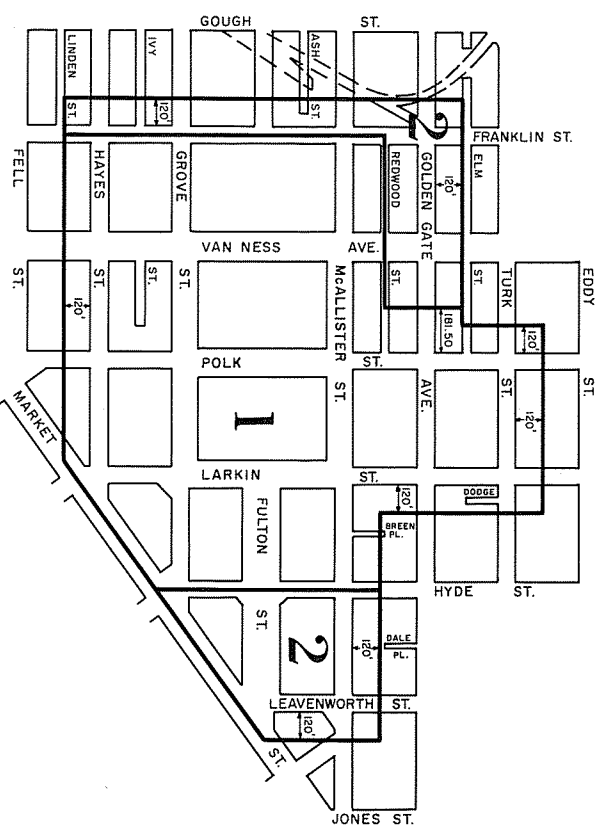 GOUGH ST.
LINDEN ST.
IVY
ASH ST.
120'
2
FRANKLIN ST.
FELL ST.
HAYES ST.
GROVE ST.
REDWOOD ST.
GOLDEN GATE AVE.
120'
ELM ST.
VAN NESS AVE.
McALLISTER ST.
TURK ST.
EDDY ST.
ST.
120'
181.50
120'
POLK ST.
MARKET ST.
1
120'
LARKIN ST.
120'
DODGE
BREEN PL.
FULTON ST.
HYDE ST.
2
120'
DALE PL.
LEAVENWORTH ST.
120'
JONES ST.